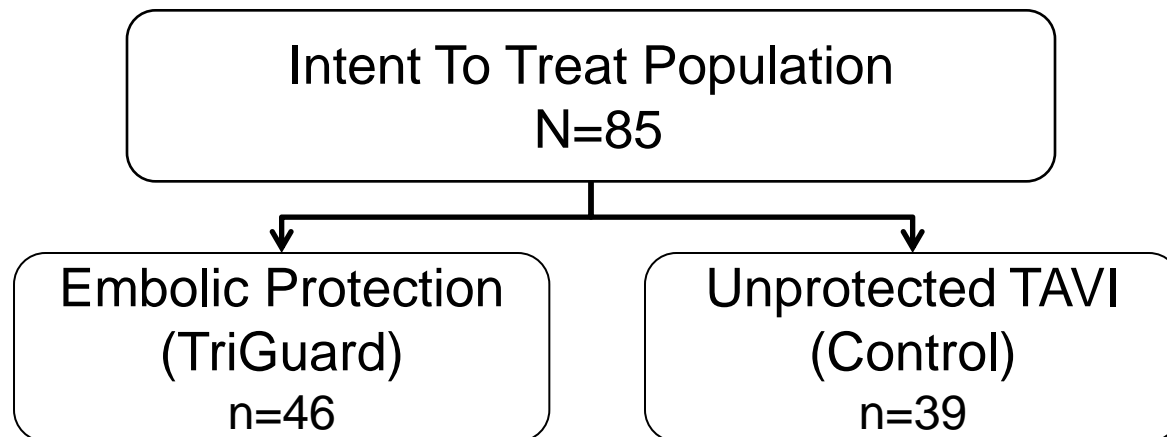 Intent To Treat Population
N=85
Embolic Protection
(TriGuard)
n=46
Unprotected TAVI
(Control)
n=39